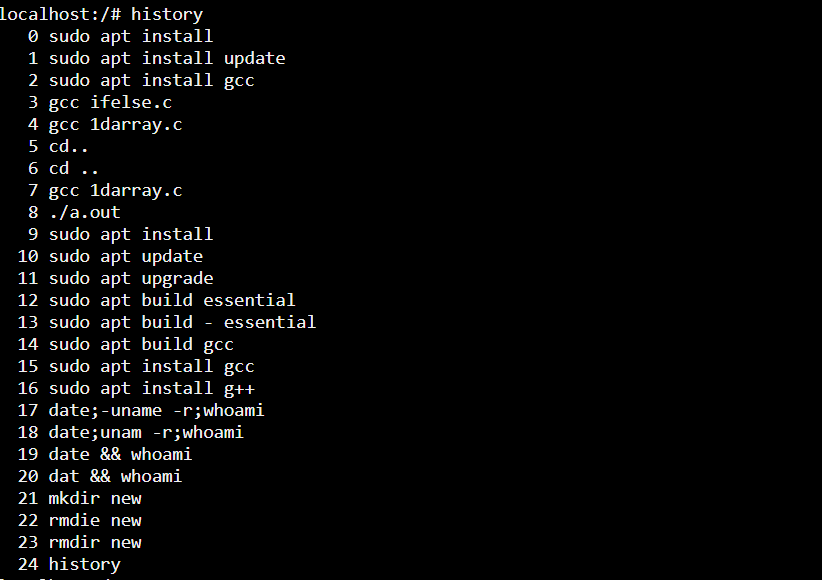 localhost:/# history
0 sudo apt install
1 sudo apt install update
2 sudo apt install gcc
3 gcc ifelse.c
4 gcc 1darray.c
5 cd..
6 cd ..
7 gcc 1darray.c
8 ./a.out
9 sudo apt install
10 sudo apt update
11 sudo apt upgrade
12 sudo apt build essential
13 sudo apt build - essential
14 sudo apt build gcc
15 sudo apt install gcc
16 sudo apt install g++
17 date;-uname -r;whoami
18 date;unam -r;whoami
19 date && whoami
20 dat && whoami
21 mkdir new
22 rmdie new
23 rmdir new
24 history